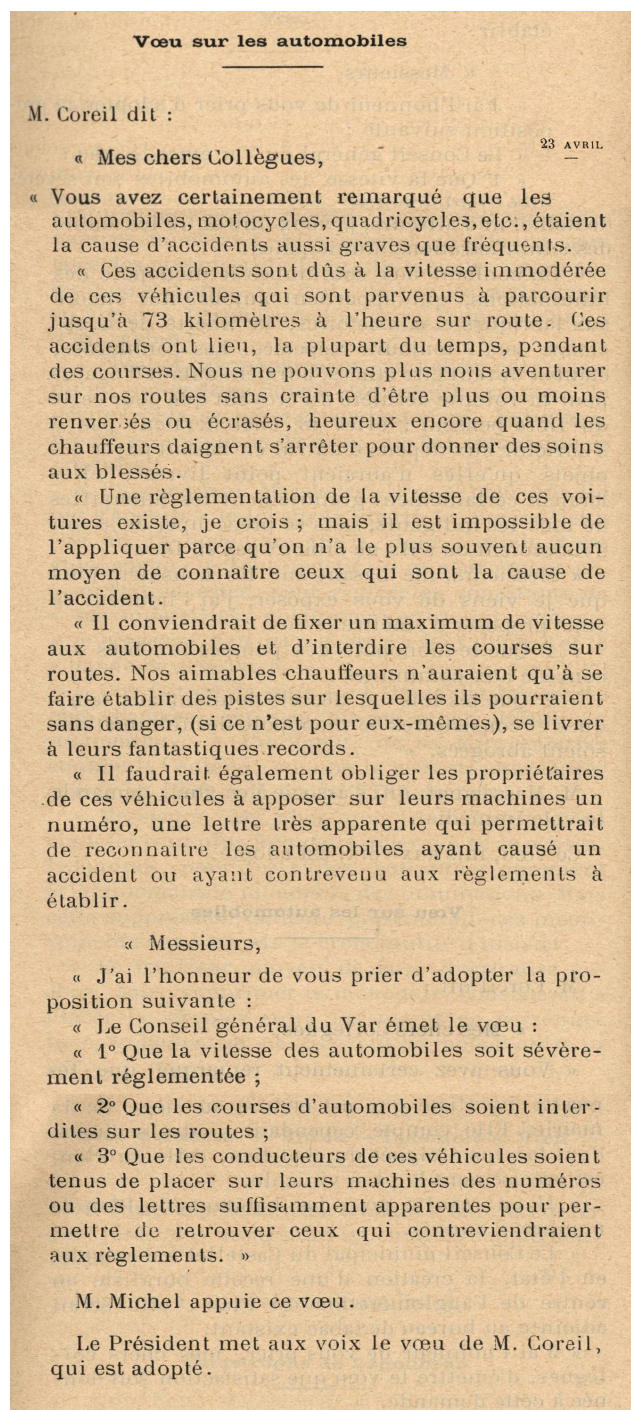 Vœu sur les automobiles
M. Coreil dit :
23 AVRIL
« Mes chers Collègues,
« Vous avez certainement remarqué que les
automobiles, motocycles, quadricycles, etc., étaient
la cause d'accidents aussi graves que fréquents.
« Ces accidents sont dûs à la vitesse immodérée
de ces véhicules qui sont parvenus à parcourir
jusqu'à 73 kilomètres à l'heure sur route. Ces
accidents ont lieu, la plupart du temps, pendant
des courses. Nous ne pouvons plus nous aventurer
sur nos routes sans crainte d'être plus ou moins
renversés ou écrasés, heureux encore quand les
chauffeurs daignent s'arrêter pour donner des soins
aux blessés.
« Une règlementation de la vitesse de ces voi-
tures existe, je crois ; mais il est impossible de
l'appliquer parce qu'on n'a le plus souvent aucun
moyen de connaître ceux qui sont la cause de
l'accident.
« Il conviendrait de fixer un maximum de vitesse
aux automobiles et d'interdire les courses sur
routes. Nos aimables chauffeurs n'auraient qu'à se
faire établir des pistes sur lesquelles ils pourraient
sans danger, (si ce n'est pour eux-mêmes), se livrer
à leurs fantastiques records.
« Il faudrait également obliger les propriétaires
de ces véhicules à apposer sur leurs machines un
numéro, une lettre très apparente qui permettrait
de reconnaître les automobiles ayant causé un
accident ou ayant contrevenu aux règlements à
établir.
« Messieurs,
« J'ai l'honneur de vous prier d'adopter la pro-
position suivante :
« Le Conseil général du Var émet le vœu :
« 1° Que la vitesse des automobiles soit sévère-
ment réglementée ;
« 2° Que les courses d'automobiles soient inter-
dites sur les routes ;
« 3° Que les conducteurs de ces véhicules soient
tenus de placer sur leurs machines des numéros
ou des lettres suffisamment apparentes pour per-
mettre de retrouver ceux qui contreviendraient
aux règlements. »
M. Michel appuie ce vœu.
Le Président met aux voix le vœu de M. Coreil,
qui est adopté.